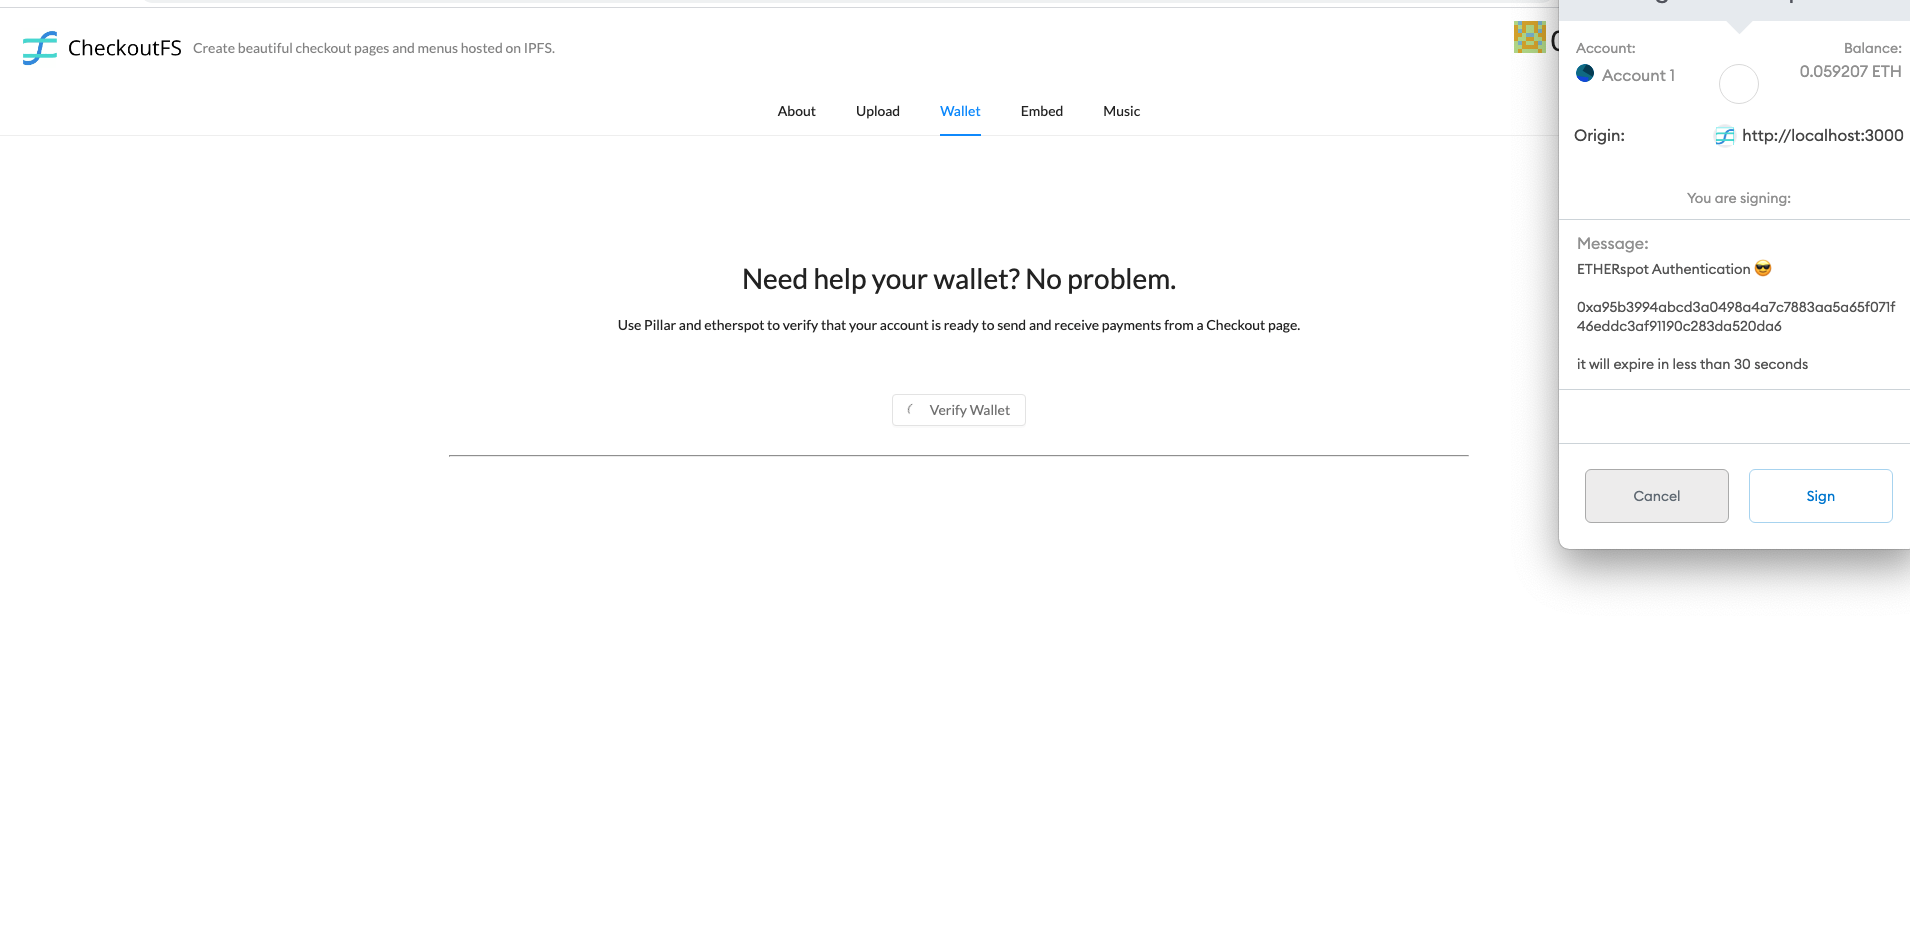 CheckoutFS Create beautiful checkout pages and menus hosted on IPFS.
About Upload Wallet Embed Music
Need help your wallet? No problem.
Use Pillar and etherspot to verify that your account is ready to send and receive payments from a Checkout page.
Verify Wallet
Account: Balance:
Account 1 0.059207 ETH
Origin: http://localhost:3000
You are signing:
Message:
ETHERspot Authentication 😎
0xa95b3994abcd3a0498a4a7c7883aa5a65f071f
46eddc3af91190c283da520da6
it will expire in less than 30 seconds
Cancel Sign